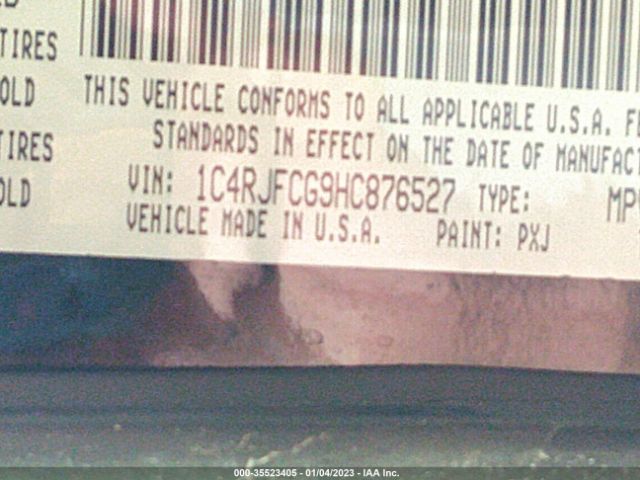 TIRES
OLD
THIS VEHICLE CONFORMS TO ALL APPLICABLE U.S.A. F
STANDARDS IN EFFECT ON THE DATE OF MANUFACT
TIRES
VIN: 1C4RJFCG9HC876527 TYPE: MP
OLD
VEHICLE MADE IN U.S.A. PAINT: PXJ
000-35523405 - 01/04/2023 - IAA Inc.